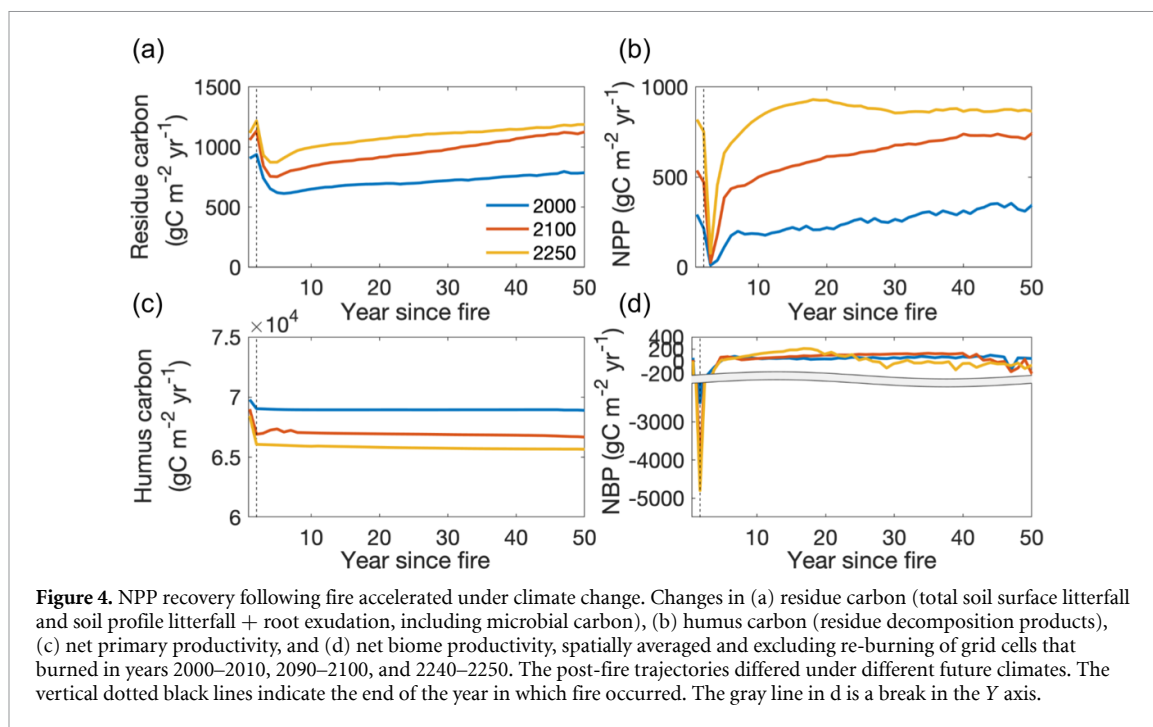 (a)
(b)
Residue carbon
(gC m⁻² yr⁻¹)
1500
1000
500
0
2000
2100
2250
10 20 30 40 50
Year since fire
NPP (gC m⁻² yr⁻¹)
1000
500
0
10 20 30 40 50
Year since fire
(c)
(d)
Humus carbon
(gC m⁻² yr⁻¹)
7.5 × 10⁴
7
6.5
6
10 20 30 40 50
Year since fire
NBP (gC m⁻² yr⁻¹)
400
200
0
-200
-3000
-4000
-5000
10 20 30 40 50
Year since fire
Figure 4. NPP recovery following fire accelerated under climate change. Changes in (a) residue carbon (total soil surface litterfall
and soil profile litterfall + root exudation, including microbial carbon), (b) humus carbon (residue decomposition products),
(c) net primary productivity, and (d) net biome productivity, spatially averaged and excluding re-burning of grid cells that
burned in years 2000–2010, 2090–2100, and 2240–2250. The post-fire trajectories differed under different future climates. The
vertical dotted black lines indicate the end of the year in which fire occurred. The gray line in d is a break in the Y axis.